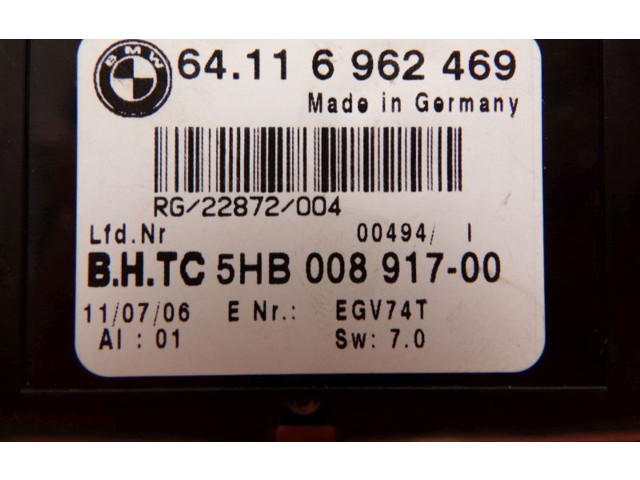 BMW 64.11 6 962 469
Made in Germany
RG/22872/004
Lfd.Nr 00494/ I
B.H.TC 5HB 008 917-00
11/07/06 E Nr.: EGV74T
AI : 01 Sw: 7.0